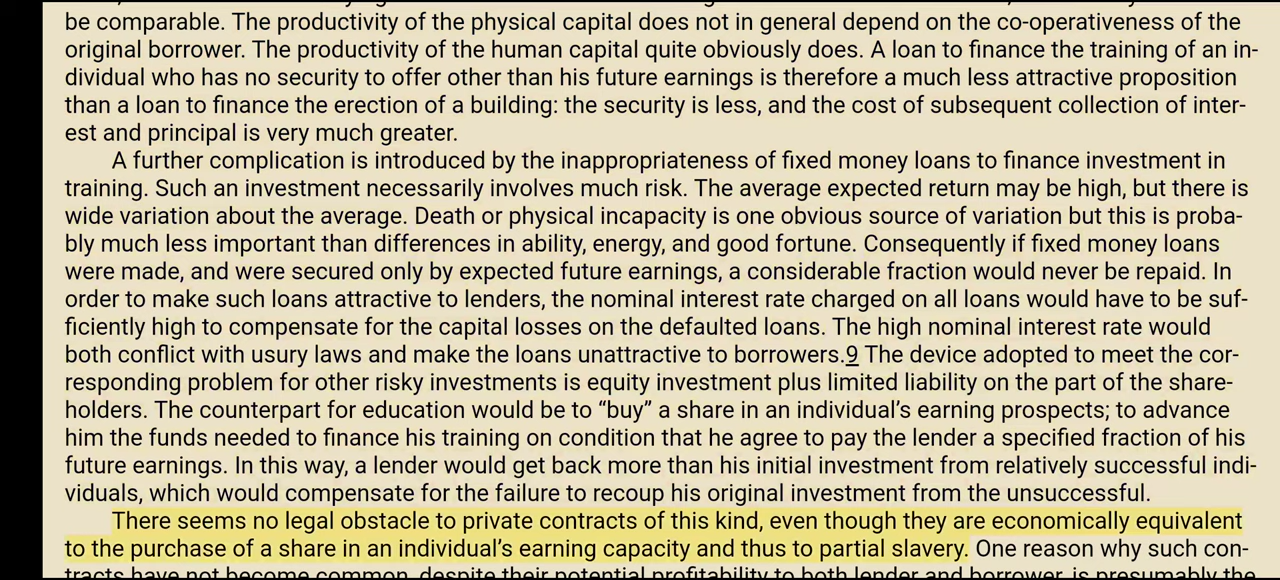 be comparable. The productivity of the physical capital does not in general depend on the co-operativeness of the
original borrower. The productivity of the human capital quite obviously does. A loan to finance the training of an in-
dividual who has no security to offer other than his future earnings is therefore a much less attractive proposition
than a loan to finance the erection of a building: the security is less, and the cost of subsequent collection of inter-
est and principal is very much greater.
A further complication is introduced by the inappropriateness of fixed money loans to finance investment in
training. Such an investment necessarily involves much risk. The average expected return may be high, but there is
wide variation about the average. Death or physical incapacity is one obvious source of variation but this is proba-
bly much less important than differences in ability, energy, and good fortune. Consequently if fixed money loans
were made, and were secured only by expected future earnings, a considerable fraction would never be repaid. In
order to make such loans attractive to lenders, the nominal interest rate charged on all loans would have to be suf-
ficiently high to compensate for the capital losses on the defaulted loans. The high nominal interest rate would
both conflict with usury laws and make the loans unattractive to borrowers.9 The device adopted to meet the cor-
responding problem for other risky investments is equity investment plus limited liability on the part of the share-
holders. The counterpart for education would be to “buy” a share in an individual’s earning prospects; to advance
him the funds needed to finance his training on condition that he agree to pay the lender a specified fraction of his
future earnings. In this way, a lender would get back more than his initial investment from relatively successful indi-
viduals, which would compensate for the failure to recoup his original investment from the unsuccessful.
There seems no legal obstacle to private contracts of this kind, even though they are economically equivalent
to the purchase of a share in an individual’s earning capacity and thus to partial slavery. One reason why such con-
tracts have not become common, despite their potential profitability to both lender and borrower, is presumably the